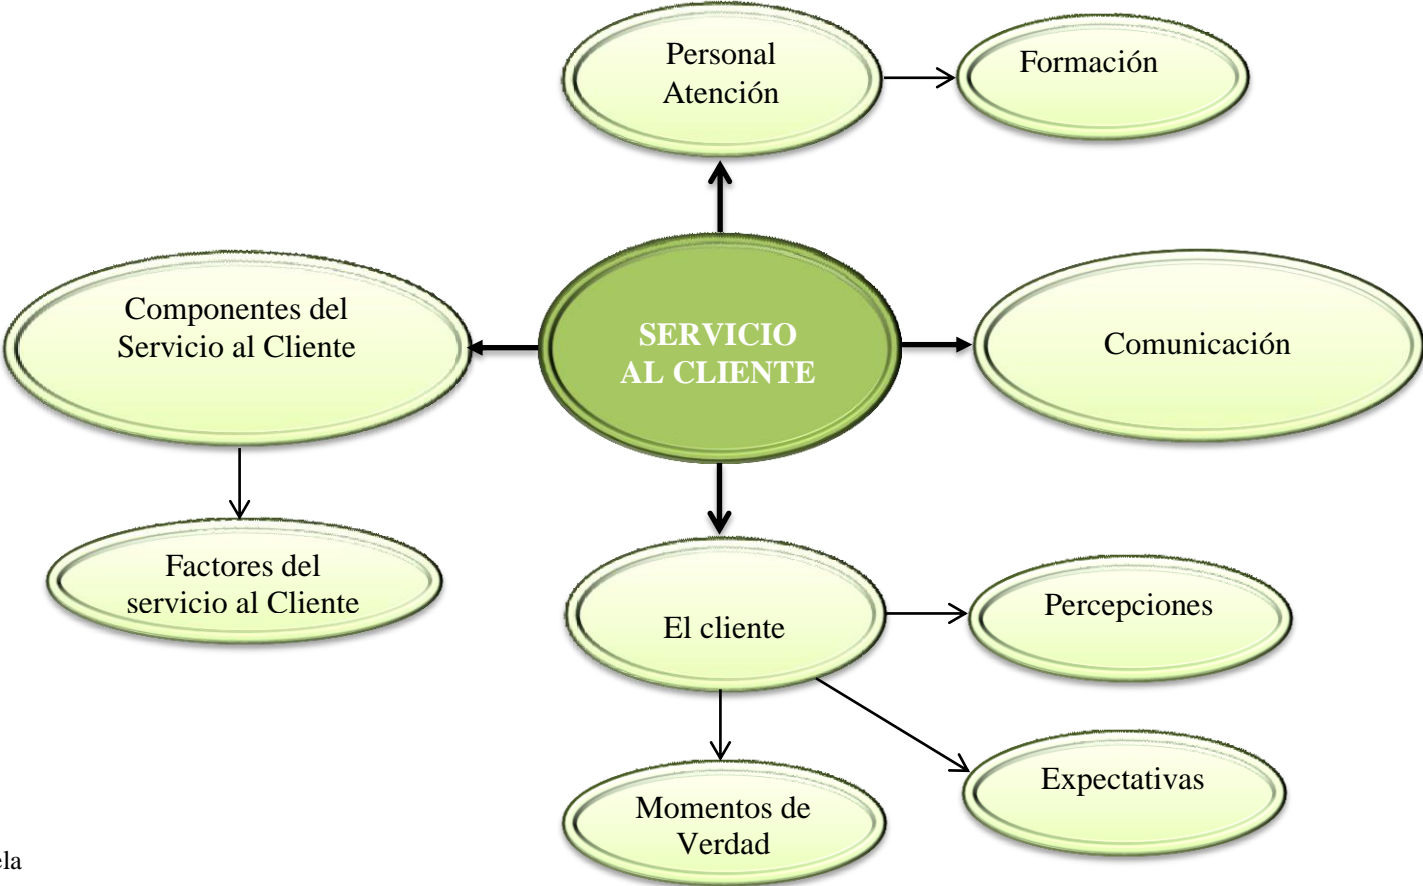 Personal
Atención
Formación
Componentes del
Servicio al Cliente
SERVICIO
AL CLIENTE
Comunicación
Factores del
servicio al Cliente
El cliente
Percepciones
Expectativas
Momentos de
Verdad